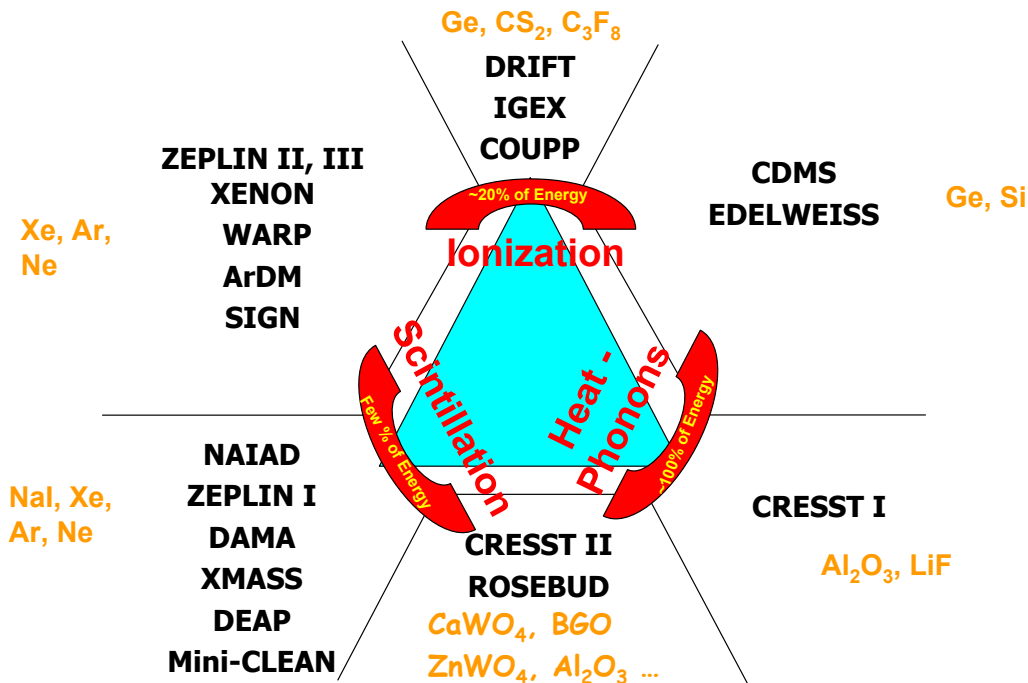 Ge, CS₂, C₃F₈
DRIFT
IGEX
COUPP
~20% of Energy
Ionization
ZEPLIN II, III
XENON
WARP
ArDM
SIGN
Xe, Ar,
Ne
CDMS
EDELWEISS
Ge, Si
Scintillation
Few % of Energy
Heat -
Phonons
~100% of Energy
NAIAD
ZEPLIN I
DAMA
XMASS
DEAP
Mini-CLEAN
NaI, Xe,
Ar, Ne
CRESST II
ROSEBUD
CaWO₄, BGO
ZnWO₄, Al₂O₃ ...
CRESST I
Al₂O₃, LiF